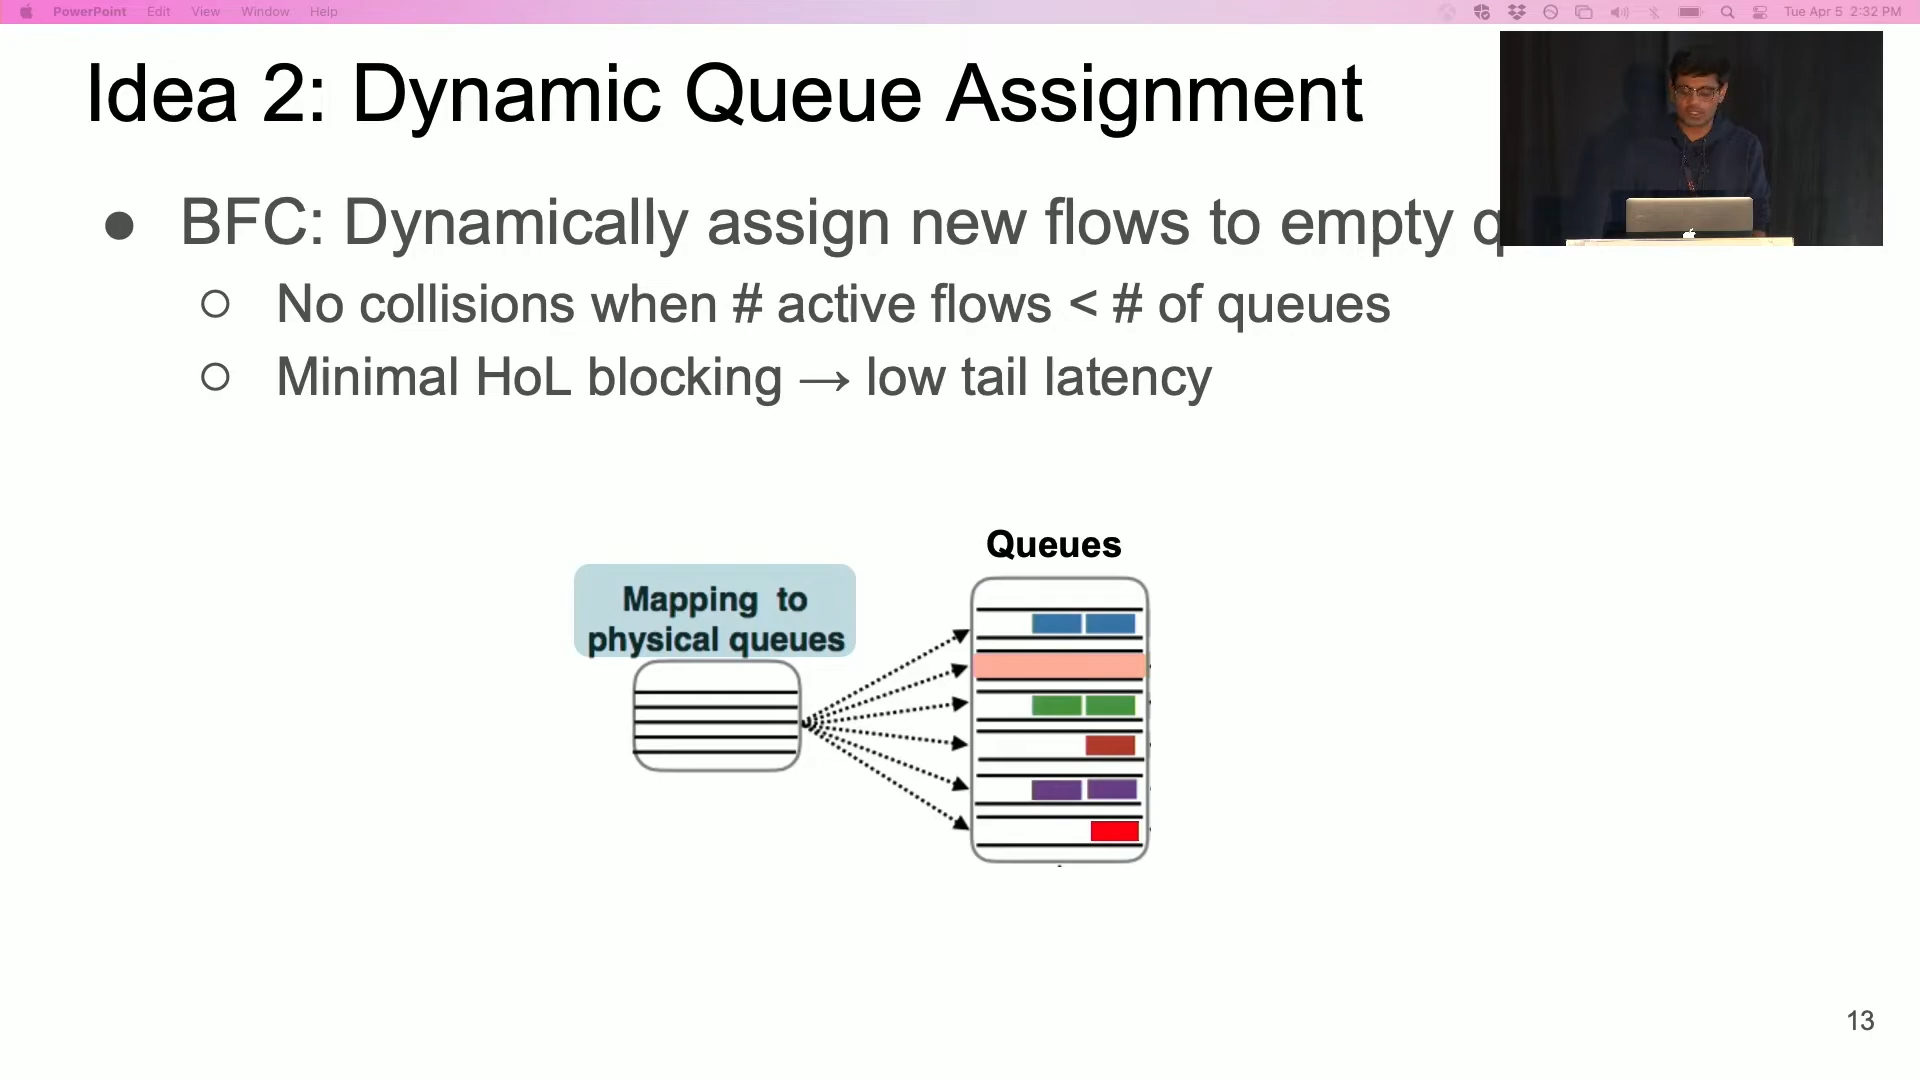 PowerPoint Edit View Window Help Tue Apr 5 2:32 PM
Idea 2: Dynamic Queue Assignment
● BFC: Dynamically assign new flows to empty
○ No collisions when # active flows < # of queues
○ Minimal HoL blocking → low tail latency
Queues
Mapping to
physical queues
13